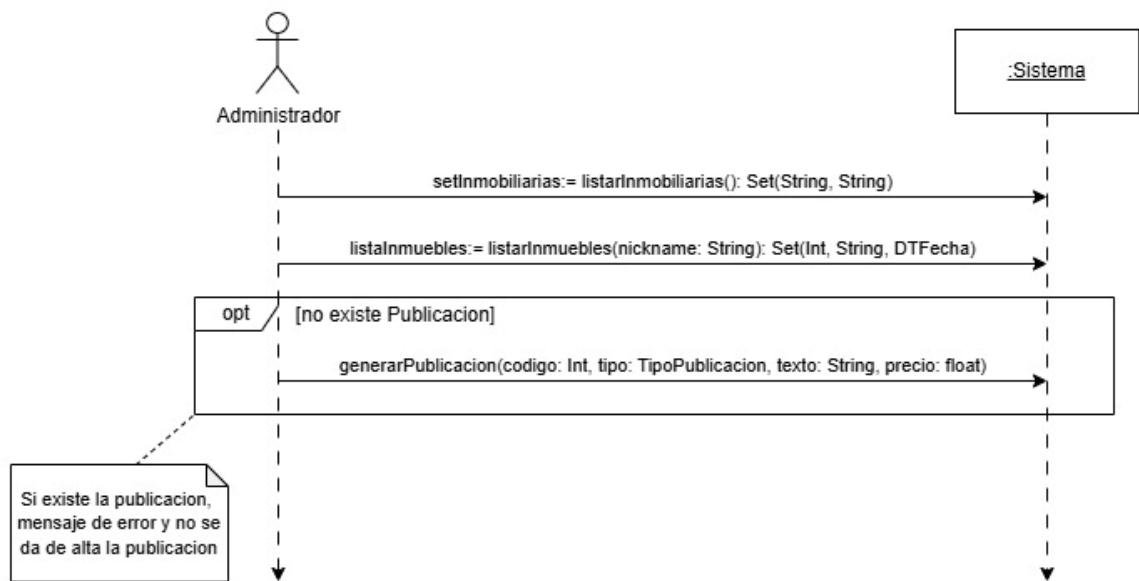 :Sistema
Administrador
setInmobiliarias:= listarInmobiliarias(): Set(String, String)
listaInmuebles:= listarInmuebles(nickname: String): Set(Int, String, DTFecha)
opt
[no existe Publicacion]
generarPublicacion(codigo: Int, tipo: TipoPublicacion, texto: String, precio: float)
Si existe la publicacion,
mensaje de error y no se
da de alta la publicacion